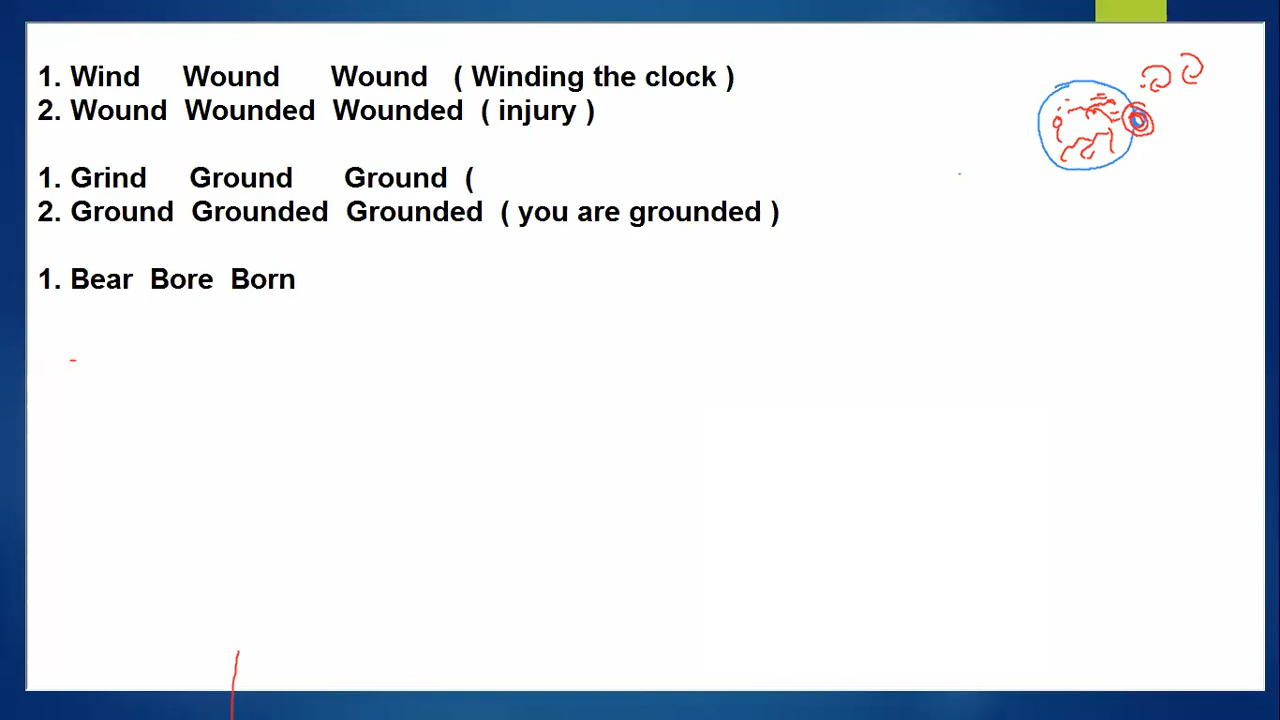 1. Wind Wound Wound ( Winding the clock )
2. Wound Wounded Wounded ( injury )
1. Grind Ground Ground (
2. Ground Grounded Grounded ( you are grounded )
1. Bear Bore Born